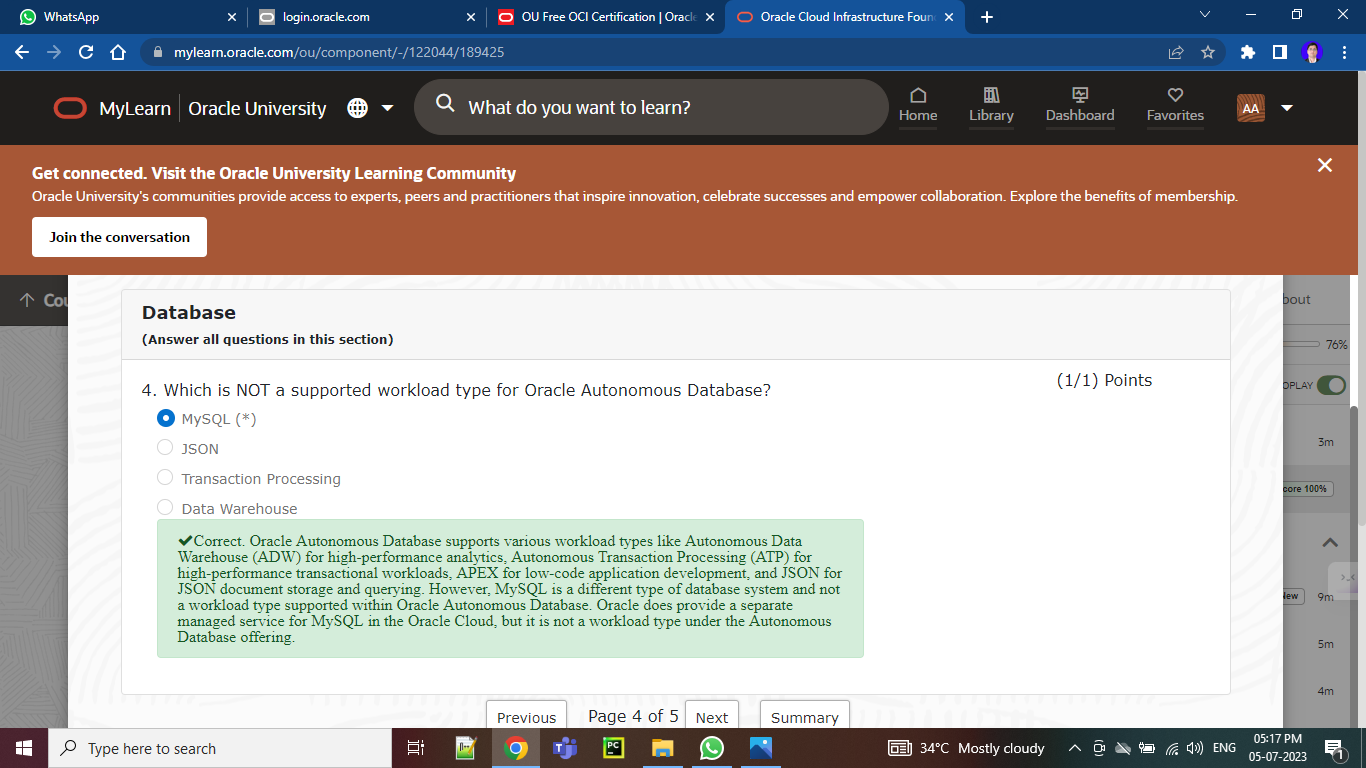 WhatsApp
login.oracle.com
OU Free OCI Certification | Oracle
Oracle Cloud Infrastructure Foun
mylearn.oracle.com/ou/component/-/122044/189425
MyLearn
Oracle University
What do you want to learn?
Home
Library
Dashboard
Favorites
AA
Get connected. Visit the Oracle University Learning Community
Oracle University's communities provide access to experts, peers and practitioners that inspire innovation, celebrate successes and empower collaboration. Explore the benefits of membership.
Join the conversation
Cou
bout
76%
OPLAY
3m
core 100%
9m
5m
4m
Database
(Answer all questions in this section)
4. Which is NOT a supported workload type for Oracle Autonomous Database?
(1/1) Points
MySQL (*)
JSON
Transaction Processing
Data Warehouse
✔Correct. Oracle Autonomous Database supports various workload types like Autonomous Data
Warehouse (ADW) for high-performance analytics, Autonomous Transaction Processing (ATP) for
high-performance transactional workloads, APEX for low-code application development, and JSON for
JSON document storage and querying. However, MySQL is a different type of database system and not
a workload type supported within Oracle Autonomous Database. Oracle does provide a separate
managed service for MySQL in the Oracle Cloud, but it is not a workload type under the Autonomous
Database offering.
Previous
Page 4 of 5
Next
Summary
Type here to search
PC
34°C Mostly cloudy
ENG
05:17 PM
05-07-2023
1